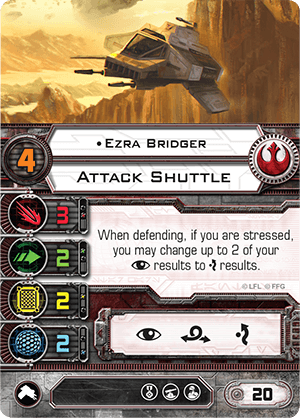 • Ezra Bridger
4
Attack Shuttle
3
When defending, if you are stressed,
you may change up to 2 of your
results to results.
2
©LFL ©FFG
2
2
20